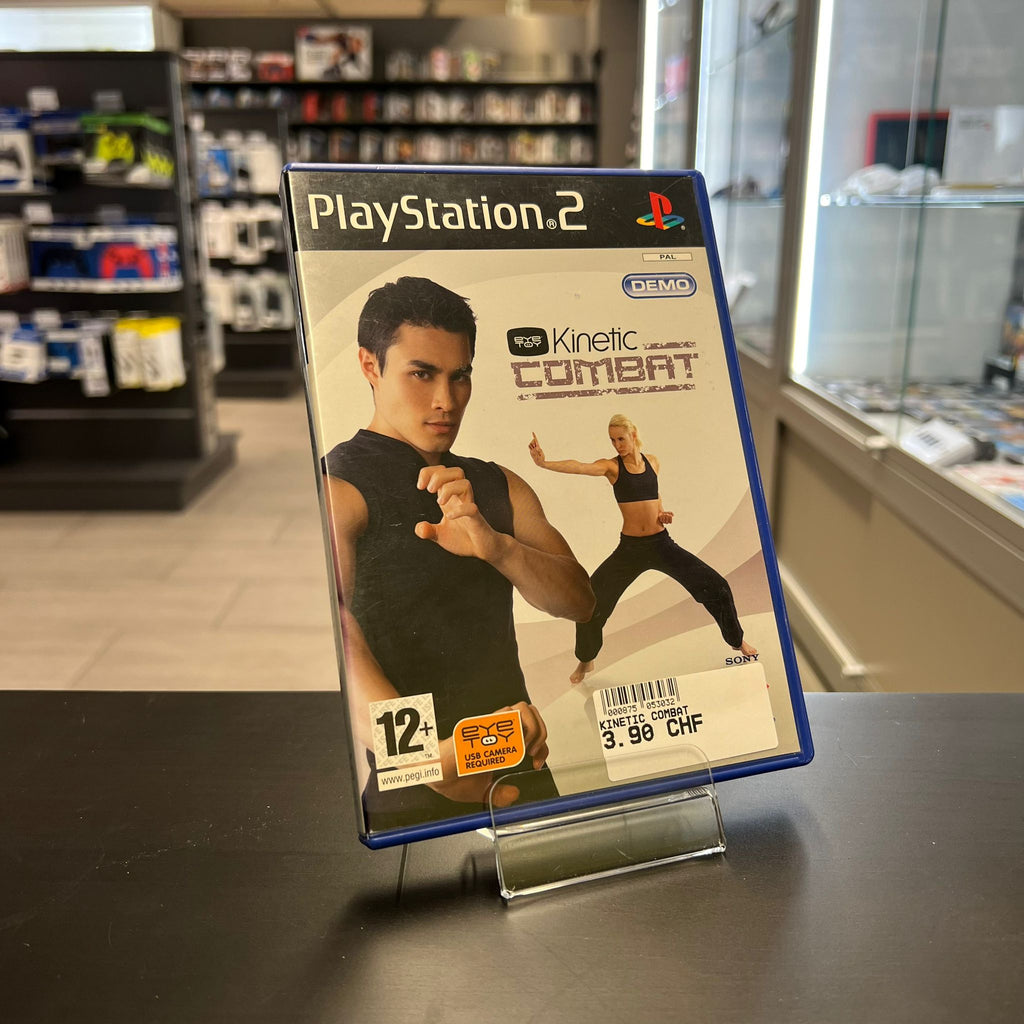 PlayStation®2
PAL
DEMO
EYE TOY Kinetic
COMBAT
SONY
000875 053032
KINETIC COMBAT
3.90 CHF
12+
TM
www.pegi.info
EYE
TOY
USB CAMERA
REQUIRED